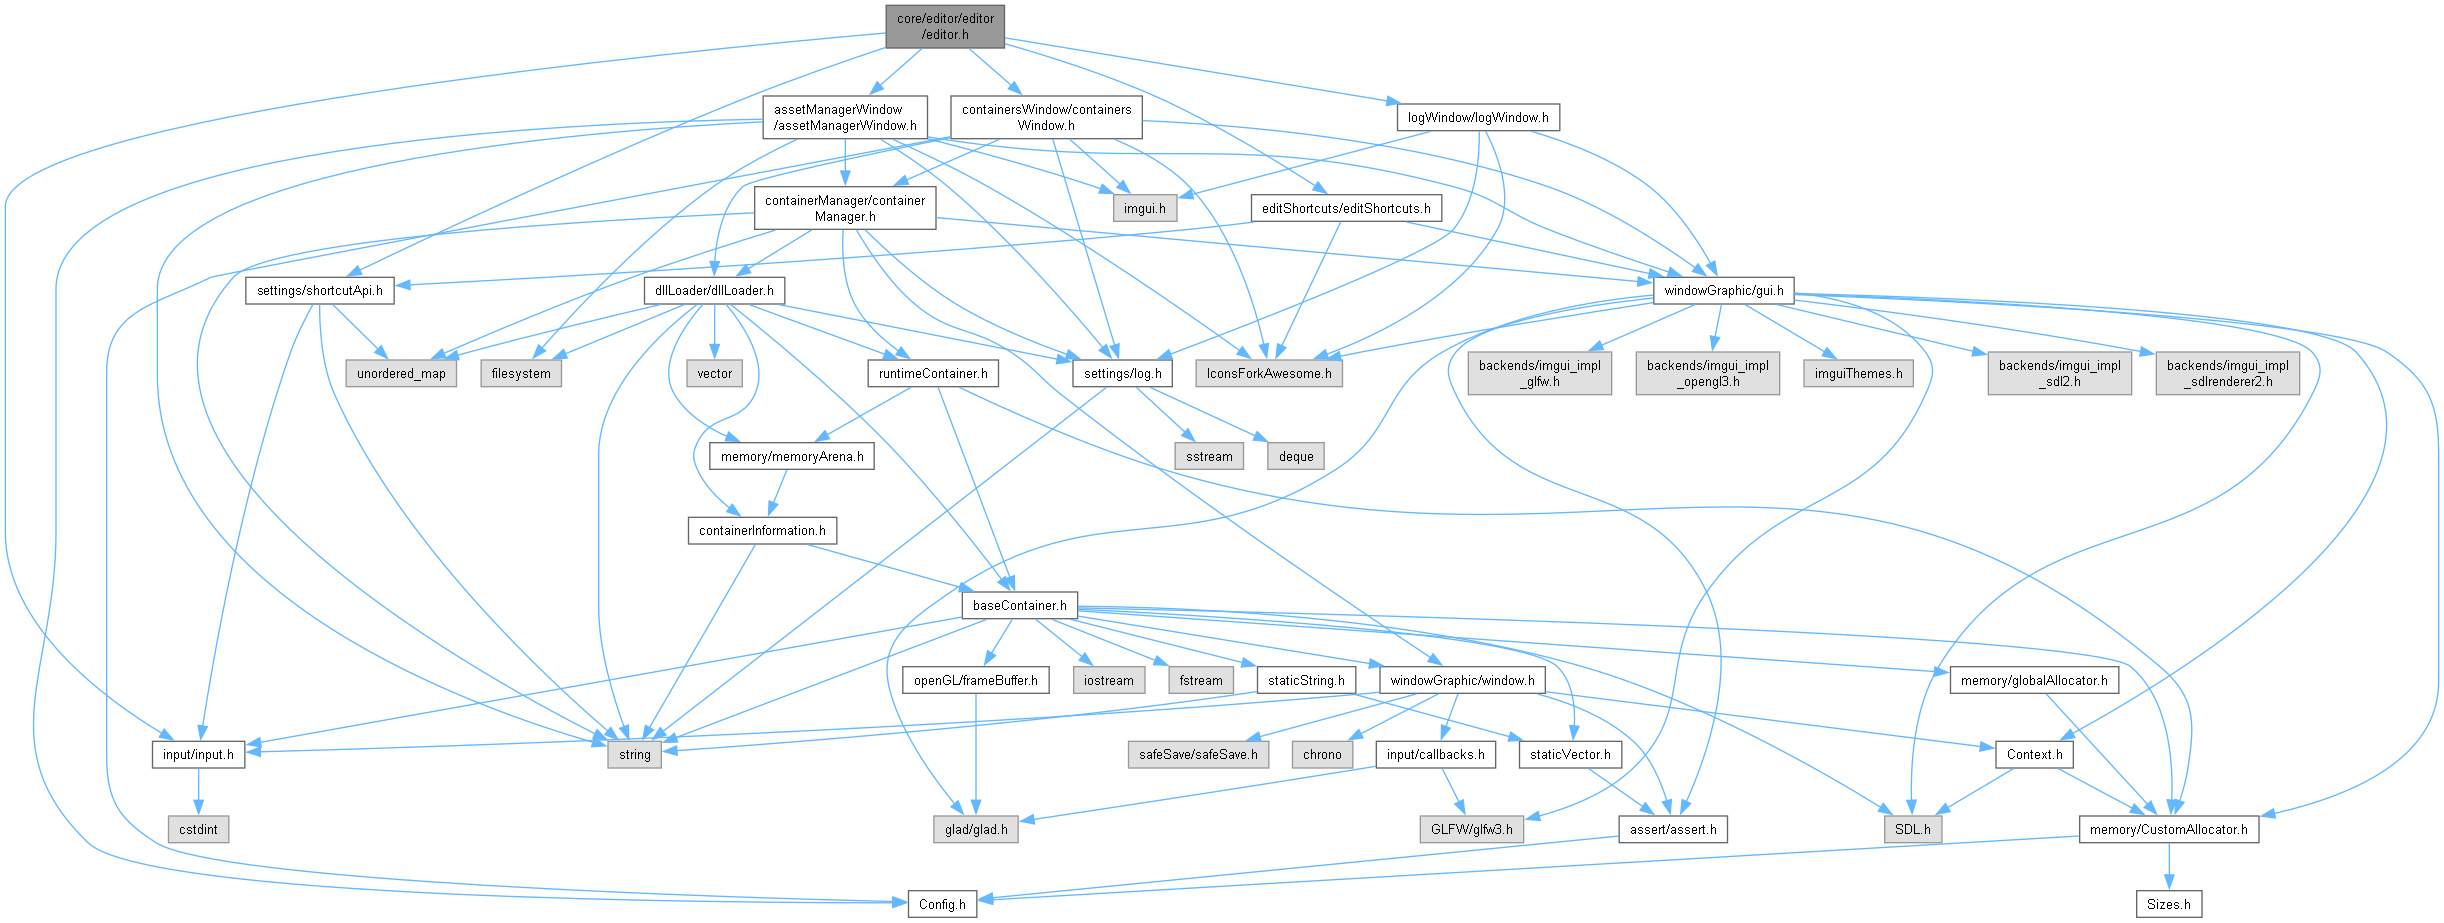 core/editor/editor
/editor.h
assetManagerWindow
/assetManagerWindow.h
containersWindow/containers
Window.h
logWindow/logWindow.h
containerManager/container
Manager.h
imgui.h
editShortcuts/editShortcuts.h
settings/shortcutApi.h
dllLoader/dllLoader.h
windowGraphic/gui.h
unordered_map
filesystem
vector
runtimeContainer.h
settings/log.h
IconsForkAwesome.h
backends/imgui_impl
_glfw.h
backends/imgui_impl
_opengl3.h
imguiThemes.h
backends/imgui_impl
_sdl2.h
backends/imgui_impl
_sdlrenderer2.h
memory/memoryArena.h
sstream
deque
containerInformation.h
baseContainer.h
openGL/frameBuffer.h
iostream
fstream
staticString.h
windowGraphic/window.h
memory/globalAllocator.h
input/input.h
string
safeSave/safeSave.h
chrono
input/callbacks.h
staticVector.h
Context.h
cstdint
glad/glad.h
GLFW/glfw3.h
assert/assert.h
SDL.h
memory/CustomAllocator.h
Config.h
Sizes.h